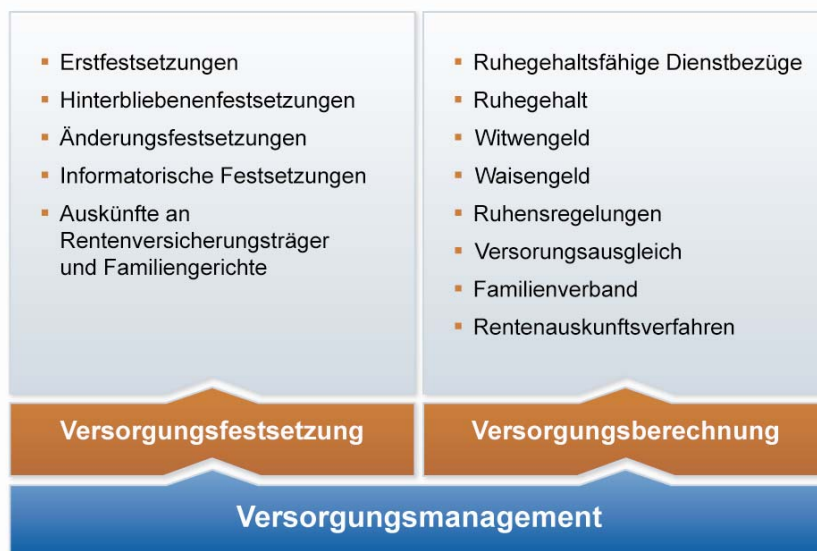 Erstfestsetzungen
Hinterbliebenenfestsetzungen
Änderungsfestsetzungen
Informatorische Festsetzungen
Auskünfte an
Rentenversicherungsträger
und Familiengerichte
Versorgungsfestsetzung
Ruhegehaltsfähige Dienstbezüge
Ruhegehalt
Witwengeld
Waisengeld
Ruhensregelungen
Versorungsausgleich
Familienverband
Rentenauskunftsverfahren
Versorgungsberechnung
Versorgungsmanagement